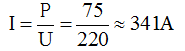 I = P/U = 75/220 ≈ 341A